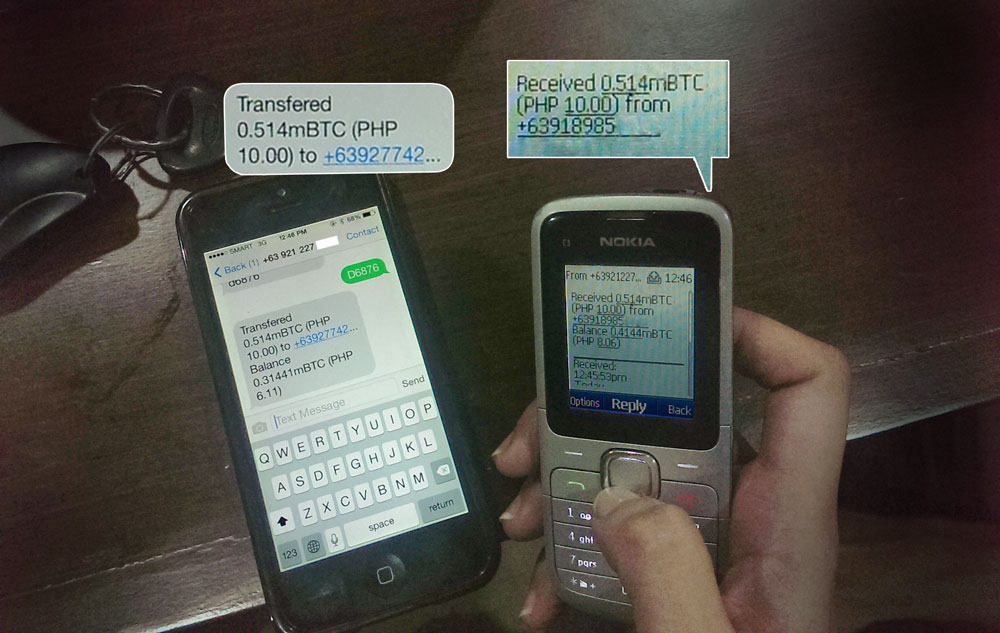 Transfered
0.514mBTC (PHP
10.00) to +63927742...
Received 0.514mBTC
(PHP 10.00) from
+63918985
SMART 3G 12:46 PM 68%
Back (1) +63 921 227 Contact
d6876
D6876
Transfered
0.514mBTC (PHP
10.00) to +63927742...
Balance
0.31441mBTC (PHP
6.11)
Text Message Send
Q W E R T Y U I O P
A S D F G H J K L
Z X C V B N M
123 space return
NOKIA
From +63921227... 12:46
Received 0.514mBTC
(PHP 10.00) from
+63918985
Balance 0.4144mBTC
(PHP 8.06)
Received:
12:45:53pm
Today
Options Reply Back
1
4 ghi
7 pqrs
* +